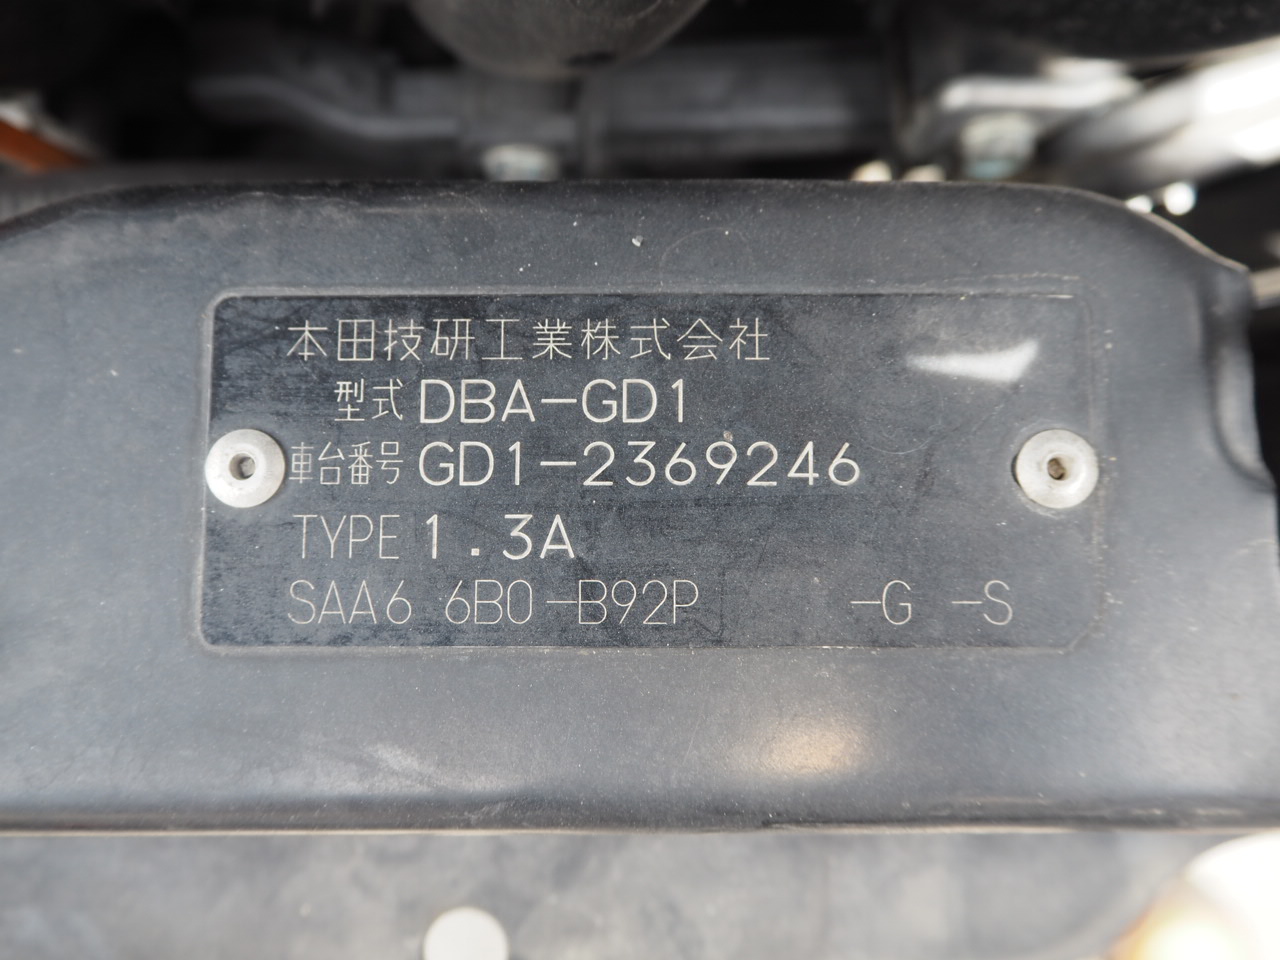 本田技研工業株式会社
型式 DBA-GD1
車台番号 GD1-2369246
TYPE 1.3A
SAA6 6B0-B92P -G -S